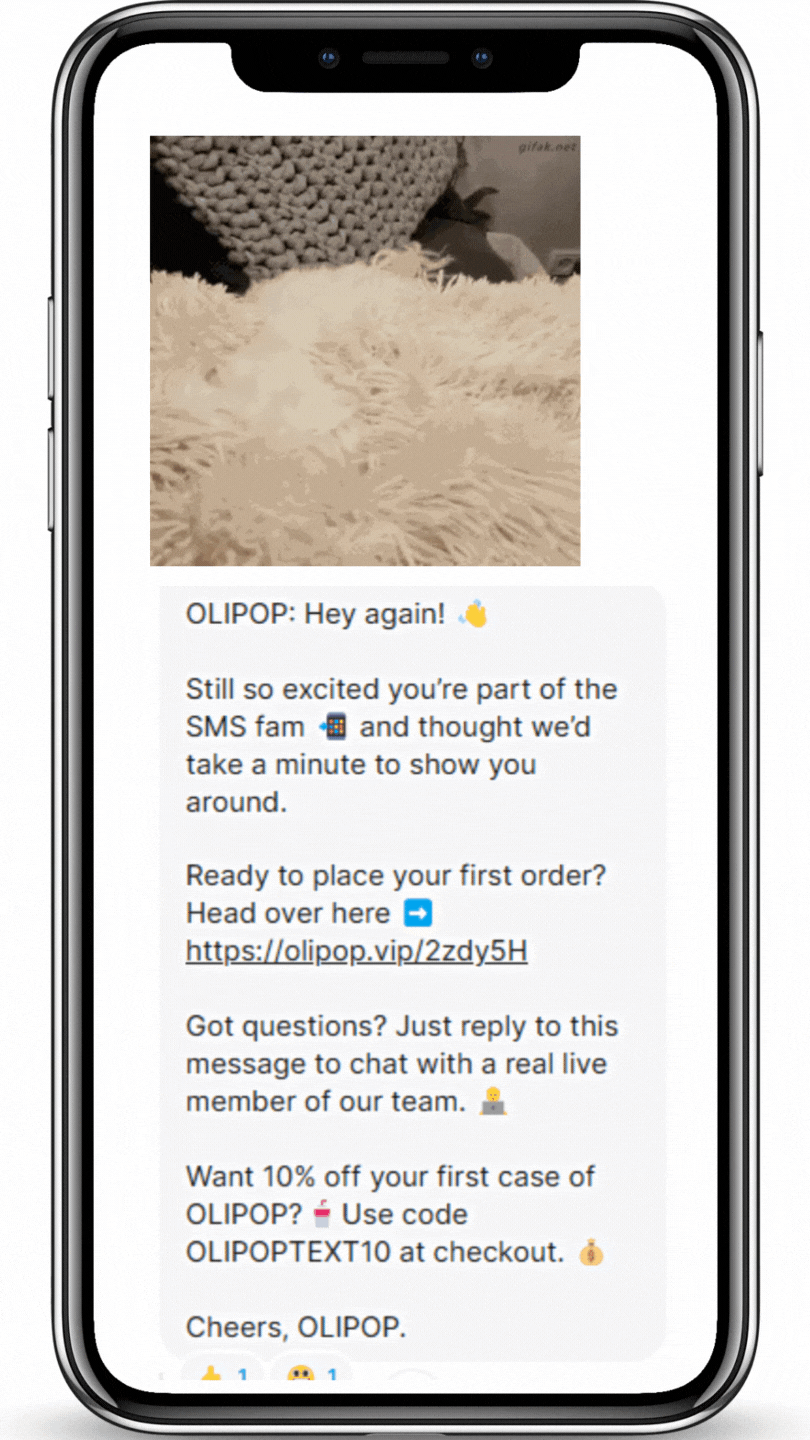 gifak.net
OLIPOP: Hey again! 👋
Still so excited you're part of the
SMS fam 📲 and thought we'd
take a minute to show you
around.
Ready to place your first order?
Head over here ➡️
https://olipop.vip/2zdy5H
Got questions? Just reply to this
message to chat with a real live
member of our team. 🧑‍💻
Want 10% off your first case of
OLIPOP? 🥤 Use code
OLIPOPTEXT10 at checkout. 💰
Cheers, OLIPOP.
👍 1 😬 1